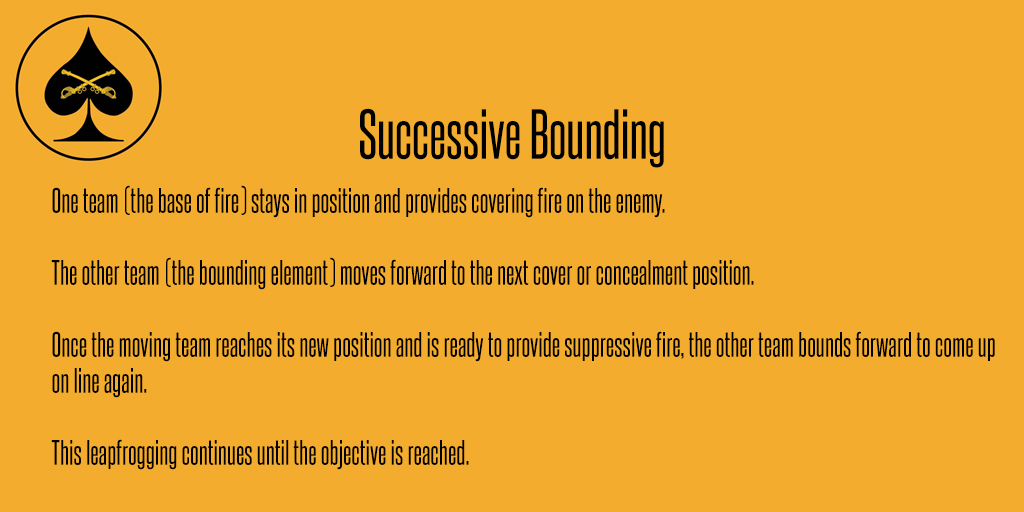 Successive Bounding
One team (the base of fire) stays in position and provides covering fire on the enemy.
The other team (the bounding element) moves forward to the next cover or concealment position.
Once the moving team reaches its new position and is ready to provide suppressive fire, the other team bounds forward to come up
on line again.
This leapfrogging continues until the objective is reached.